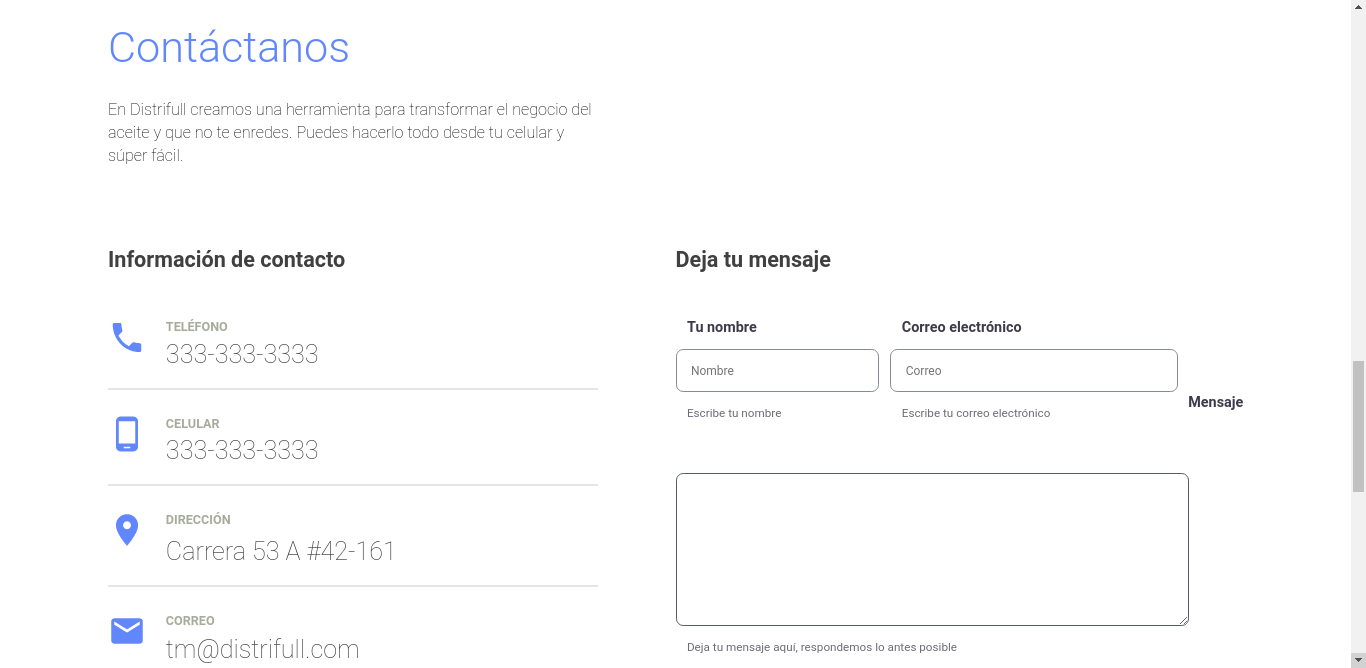 Contáctanos
En Distrifull creamos una herramienta para transformar el negocio del
aceite y que no te enredes. Puedes hacerlo todo desde tu celular y
súper fácil.
Información de contacto
TELÉFONO
333-333-3333
CELULAR
333-333-3333
DIRECCIÓN
Carrera 53 A #42-161
CORREO
tm@distrifull.com
Deja tu mensaje
Tu nombre
Correo electrónico
Nombre
Correo
Escribe tu nombre
Escribe tu correo electrónico
Mensaje
Deja tu mensaje aquí, respondemos lo antes posible